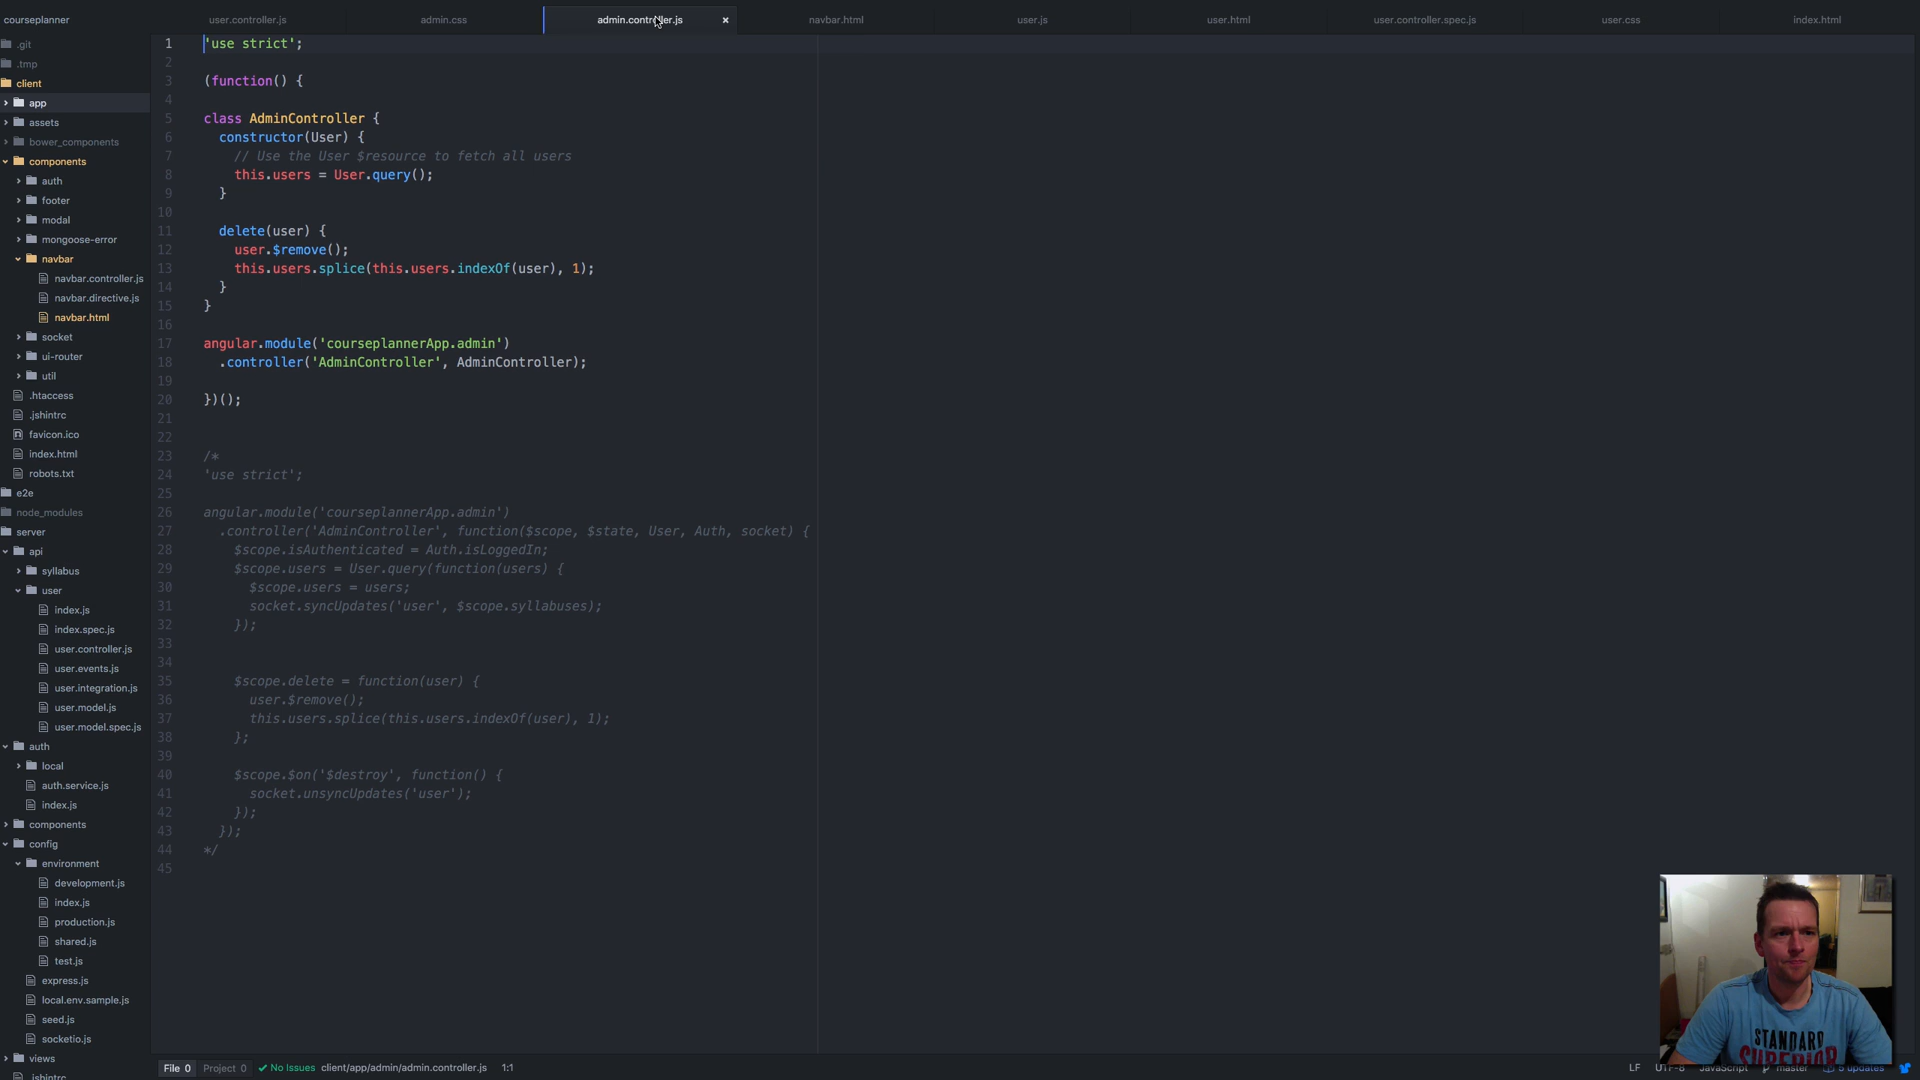 courseplanner
user.controller.js
admin.css
admin.controller.js
navbar.html
user.js
user.html
user.controller.spec.js
user.css
index.html
.git
.tmp
client
app
assets
bower_components
components
auth
footer
modal
mongoose-error
navbar
navbar.controller.js
navbar.directive.js
navbar.html
socket
ui-router
util
.htaccess
.jshintrc
favicon.ico
index.html
robots.txt
e2e
node_modules
server
api
syllabus
user
index.js
index.spec.js
user.controller.js
user.events.js
user.integration.js
user.model.js
user.model.spec.js
auth
local
auth.service.js
index.js
components
config
environment
development.js
index.js
production.js
shared.js
test.js
express.js
local.env.sample.js
seed.js
socketio.js
views
.jshintrc
1 'use strict';
2
3 (function() {
4
5 class AdminController {
6 constructor(User) {
7 // Use the User $resource to fetch all users
8 this.users = User.query();
9 }
10
11 delete(user) {
12 user.$remove();
13 this.users.splice(this.users.indexOf(user), 1);
14 }
15 }
16
17 angular.module('courseplannerApp.admin')
18 .controller('AdminController', AdminController);
19
20 })();
21
22
23 /*
24 'use strict';
25
26 angular.module('courseplannerApp.admin')
27 .controller('AdminController', function($scope, $state, User, Auth, socket) {
28 $scope.isAuthenticated = Auth.isLoggedIn;
29 $scope.users = User.query(function(users) {
30 $scope.users = users;
31 socket.syncUpdates('user', $scope.syllabuses);
32 });
33
34
35 $scope.delete = function(user) {
36 user.$remove();
37 this.users.splice(this.users.indexOf(user), 1);
38 };
39
40 $scope.$on('$destroy', function() {
41 socket.unsyncUpdates('user');
42 });
43 });
44 */
45
File 0 Project 0 No Issues client/app/admin/admin.controller.js 1:1
LF UTF-8 JavaScript master 5 updates
STANDARD
SUPERIOR